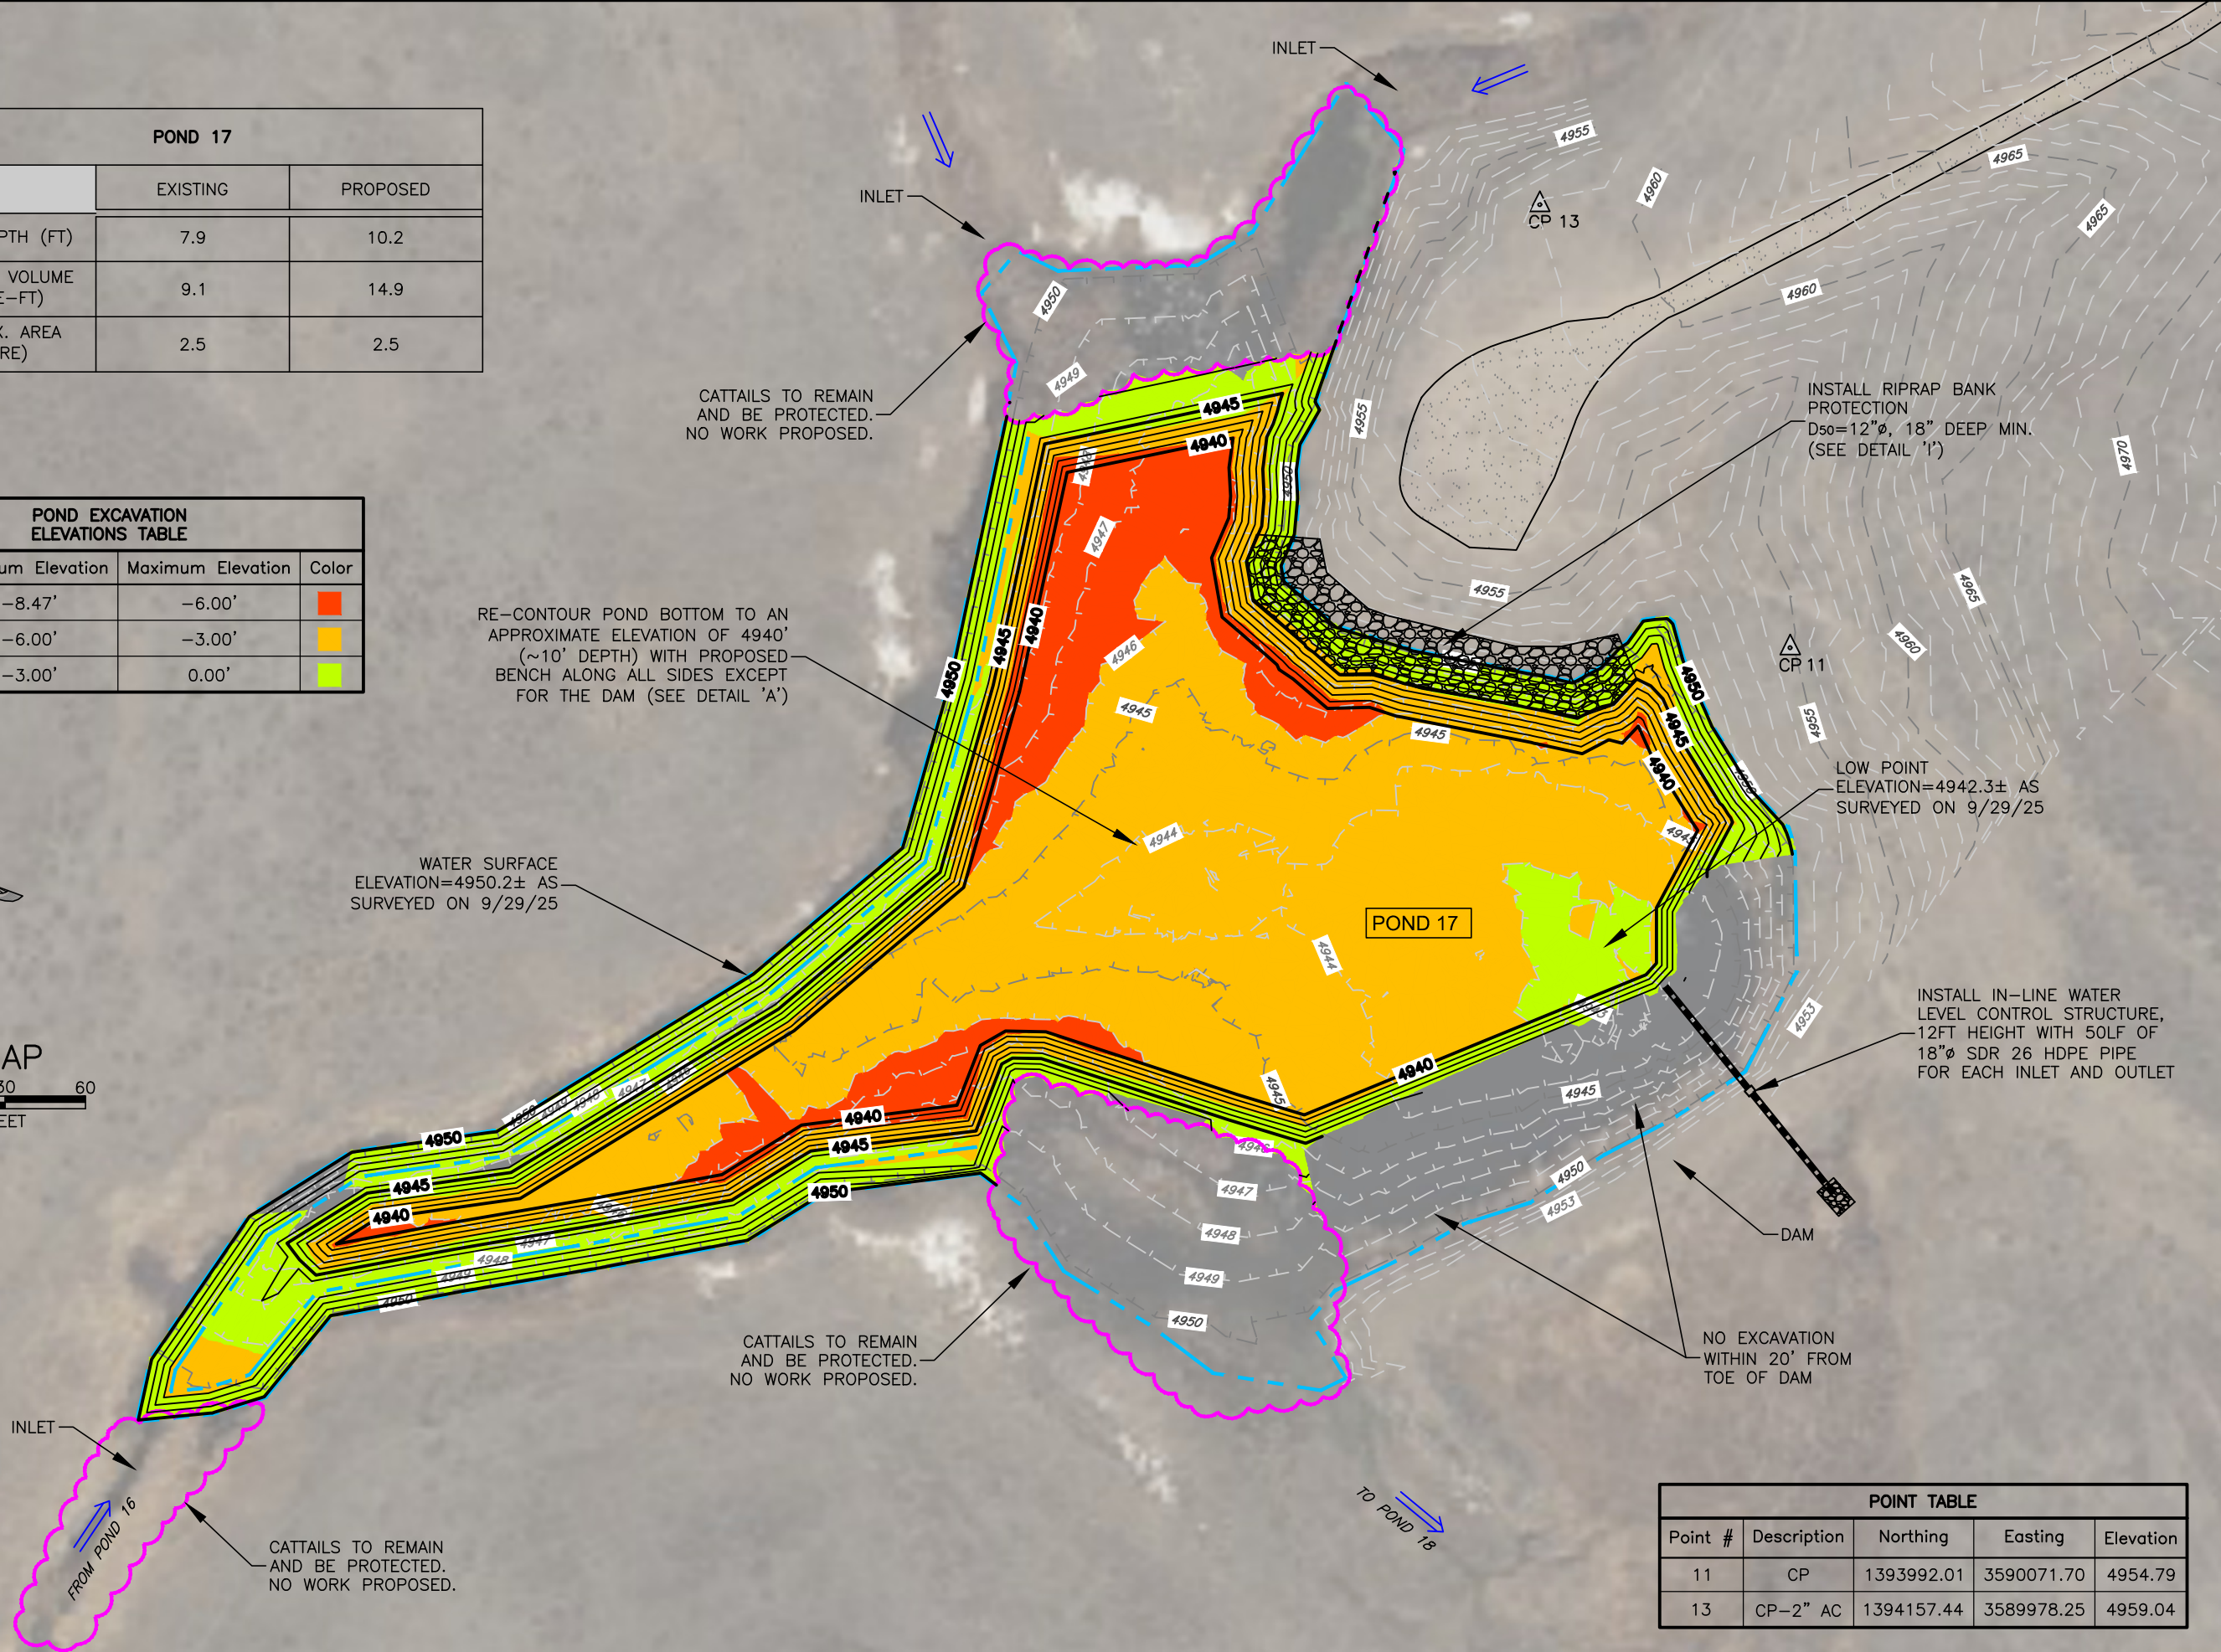 POND 17
EXISTING PROPOSED
PTH (FT) 7.9 10.2
VOLUME
E-FT) 9.1 14.9
X. AREA
RE) 2.5 2.5
POND EXCAVATION
ELEVATIONS TABLE
um Elevation Maximum Elevation Color
-8.47' -6.00'
-6.00' -3.00'
-3.00' 0.00'
INLET
INLET
CATTAILS TO REMAIN
AND BE PROTECTED.
NO WORK PROPOSED.
RE-CONTOUR POND BOTTOM TO AN
APPROXIMATE ELEVATION OF 4940'
(~10' DEPTH) WITH PROPOSED
BENCH ALONG ALL SIDES EXCEPT
FOR THE DAM (SEE DETAIL 'A')
WATER SURFACE
ELEVATION=4950.2± AS
SURVEYED ON 9/29/25
AP
30 60
EET
INSTALL RIPRAP BANK
PROTECTION
D50=12"ø, 18" DEEP MIN.
(SEE DETAIL 'I')
LOW POINT
ELEVATION=4942.3± AS
SURVEYED ON 9/29/25
POND 17
INSTALL IN-LINE WATER
LEVEL CONTROL STRUCTURE,
12FT HEIGHT WITH 50LF OF
18"ø SDR 26 HDPE PIPE
FOR EACH INLET AND OUTLET
DAM
NO EXCAVATION
WITHIN 20' FROM
TOE OF DAM
CATTAILS TO REMAIN
AND BE PROTECTED.
NO WORK PROPOSED.
INLET
FROM POND 16
CATTAILS TO REMAIN
AND BE PROTECTED.
NO WORK PROPOSED.
TO POND 18
CP 13
CP 11
4955
4960
4965
4965
4960
4955
4970
4955
4965
4960
4955
4953
4950
4949
4945
4940
4950
4947
4946
4945
4945
4950
4945
4940
4950
4945
4940
4944
4944
4945
4940
4945
4950
4953
4947
4948
4949
4950
4940
4945
4950
4950
4945
4940
4947
4948
4949
4950
4947
POINT TABLE
Point # Description Northing Easting Elevation
11 CP 1393992.01 3590071.70 4954.79
13 CP-2" AC 1394157.44 3589978.25 4959.04